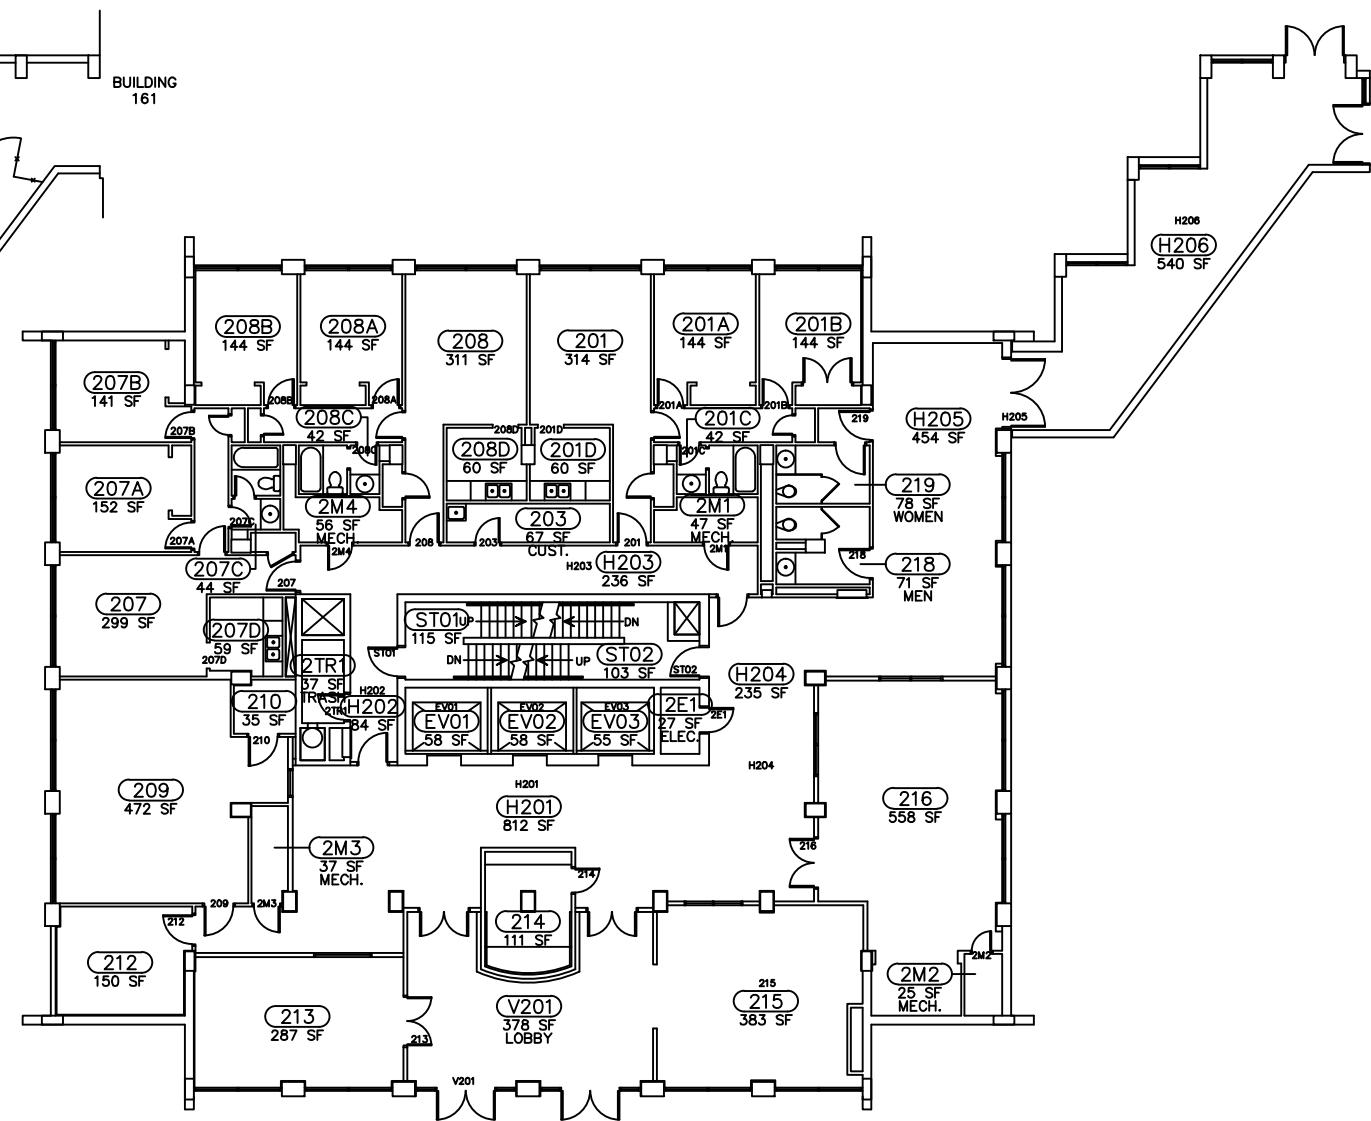 BUILDING
161
H206
H206
540 SF
208B
144 SF
208A
144 SF
208
311 SF
201
314 SF
201A
144 SF
201B
144 SF
207B
141 SF
208B
208A
201A
201B
208C
42 SF
201C
42 SF
219
H205
H205
454 SF
207B
208D
201D
208C
201C
208D
60 SF
201D
60 SF
207A
152 SF
219
78 SF
WOMEN
2M4
56 SF
MECH.
2M1
47 SF
MECH.
207C
203
67 SF
CUST.
207A
208
203
201
2M4
2M1
218
218
71 SF
MEN
207C
44 SF
207
H203
H203
236 SF
207
299 SF
ST01
115 SF
UP
DN
207D
59 SF
207D
2TR1
37 SF
TRASH
ST01
DN
UP
ST02
103 SF
ST02
H204
235 SF
210
35 SF
H202
H202
84 SF
2TR1
EV01
EV01
58 SF
EV02
EV02
58 SF
EV03
EV03
55 SF
2E1
27 SF
ELEC.
2E1
210
H204
209
472 SF
H201
H201
812 SF
216
558 SF
2M3
37 SF
MECH.
216
214
209
2M3
212
214
111 SF
212
150 SF
2M2
2M2
25 SF
MECH.
213
287 SF
V201
378 SF
LOBBY
215
215
383 SF
213
V201